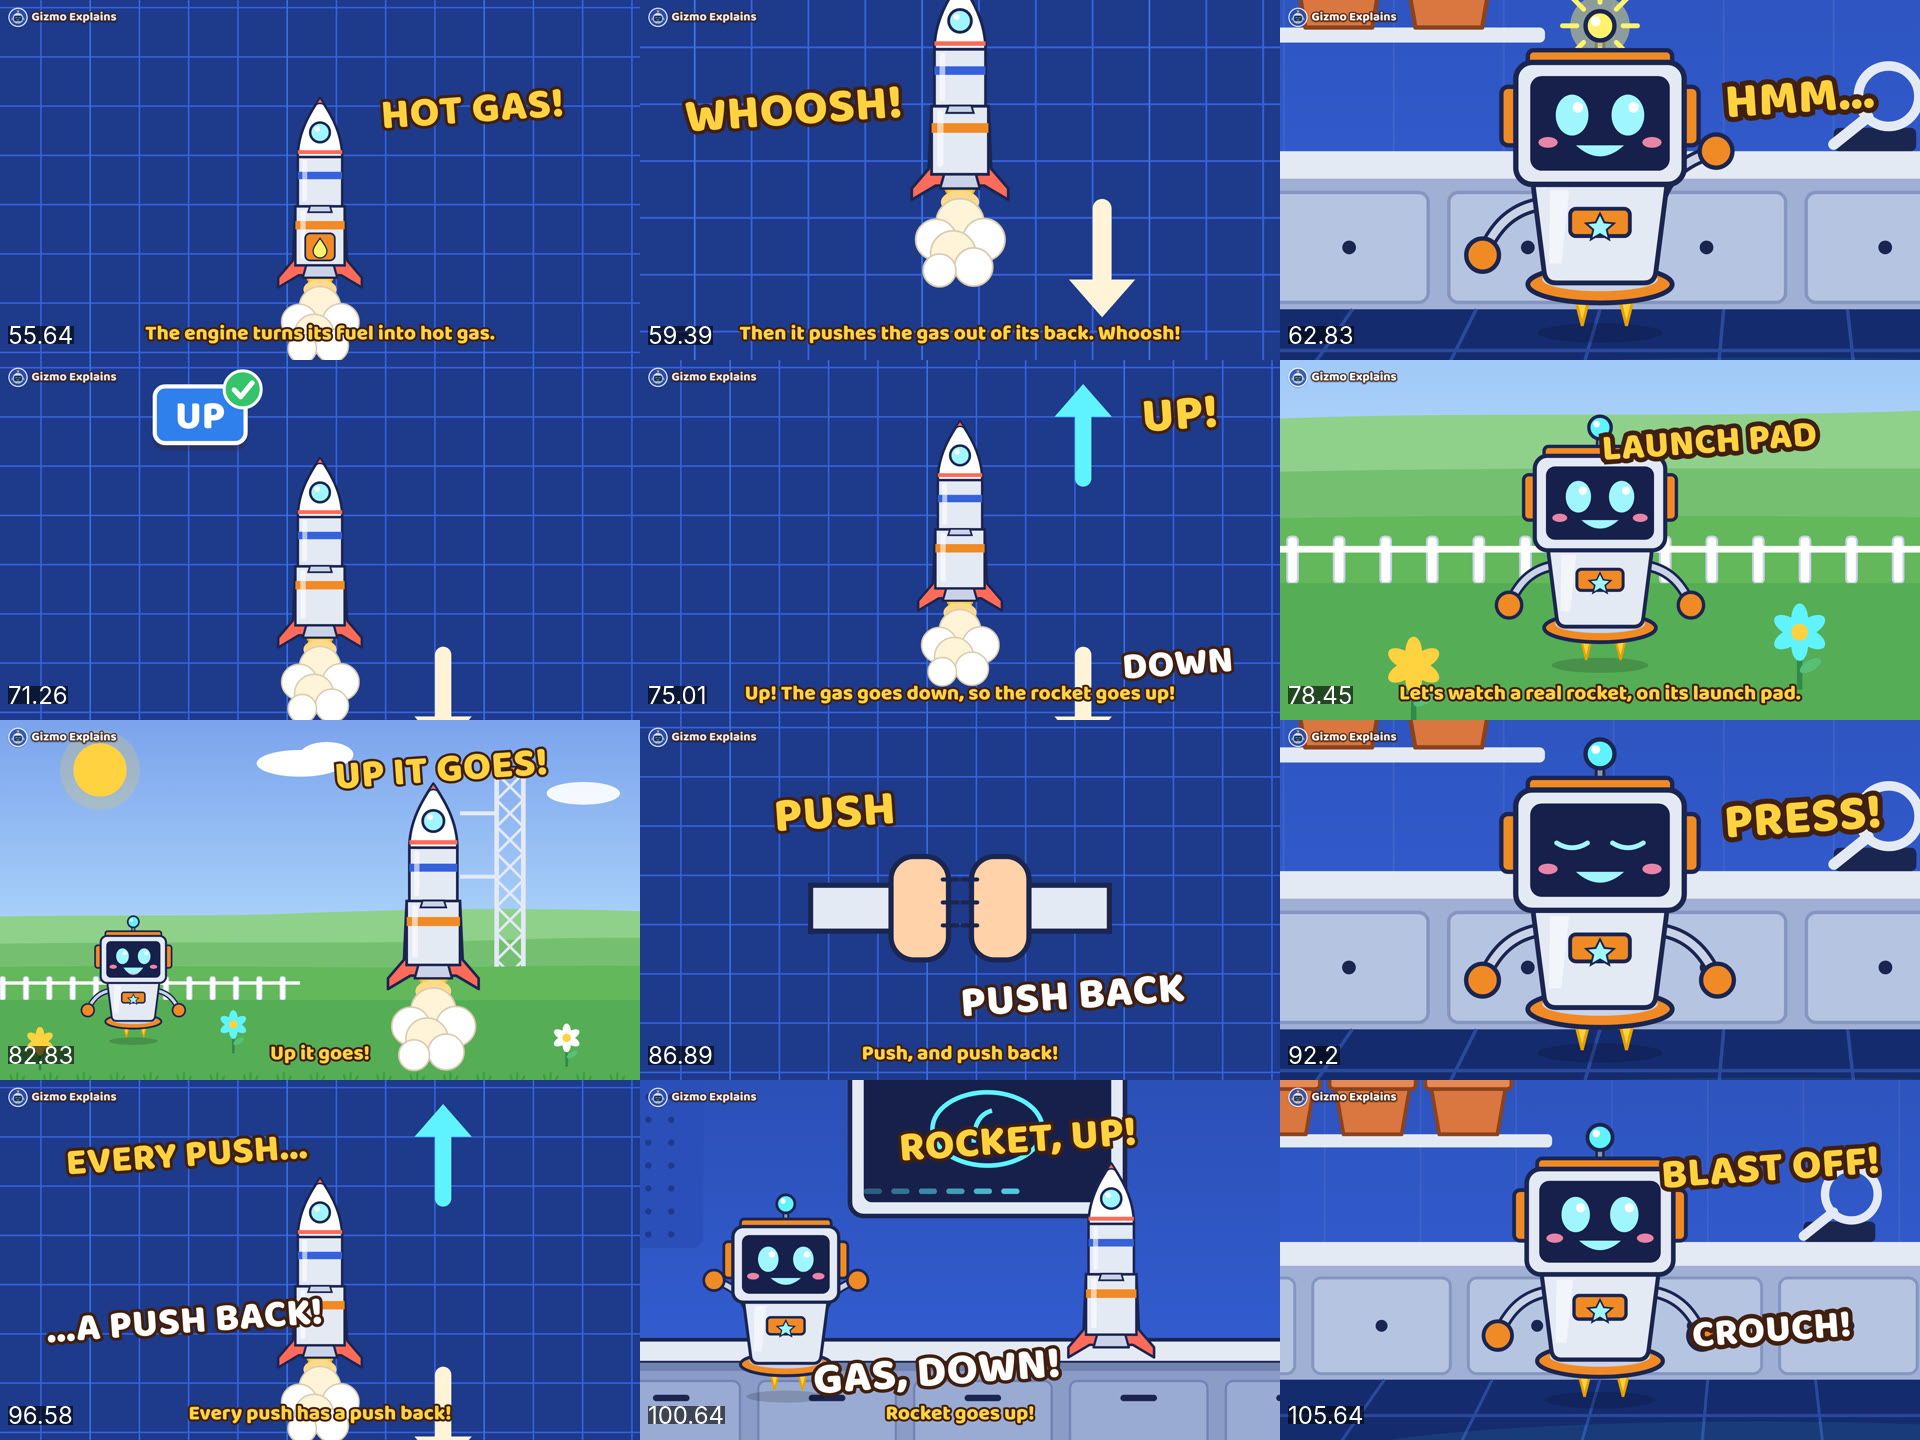 Gizmo Explains
HOT GAS!
The engine turns its fuel into hot gas.
55.64
Gizmo Explains
WHOOSH!
Then it pushes the gas out of its back. Whoosh!
59.39
Gizmo Explains
HMM...
62.83
Gizmo Explains
UP
71.26
Gizmo Explains
UP!
DOWN
Up! The gas goes down, so the rocket goes up!
75.01
Gizmo Explains
LAUNCH PAD
Let's watch a real rocket, on its launch pad.
78.45
Gizmo Explains
UP IT GOES!
Up it goes!
82.83
Gizmo Explains
PUSH
PUSH BACK
Push, and push back!
86.89
Gizmo Explains
PRESS!
92.2
Gizmo Explains
EVERY PUSH...
...A PUSH BACK!
Every push has a push back!
96.58
Gizmo Explains
ROCKET, UP!
GAS, DOWN!
Rocket goes up!
100.64
Gizmo Explains
BLAST OFF!
CROUCH!
105.64